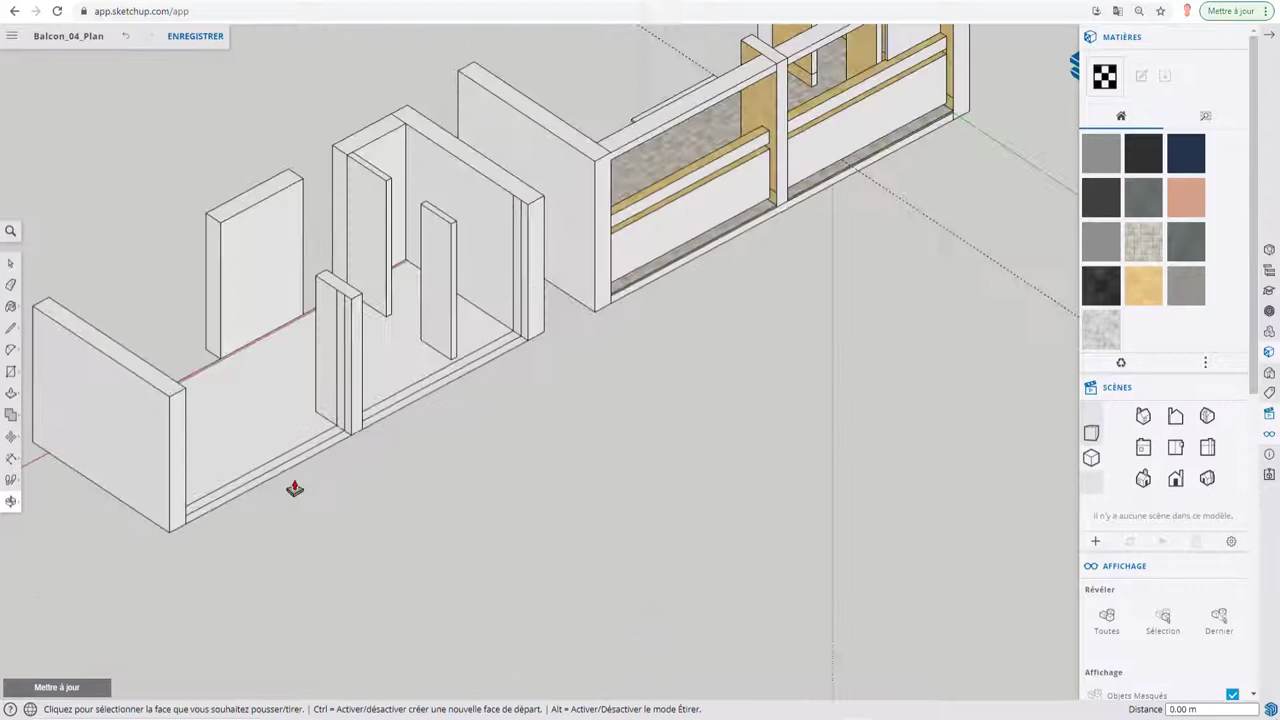 app.sketchup.com/app
Mettre à jour
Balcon_04_Plan
ENREGISTRER
MATIÈRES
SCÈNES
Il n'y a aucune scène dans ce modèle.
AFFICHAGE
Révéler
Toutes
Sélection
Dernier
Affichage
Objets Masqués
Mettre à jour
Cliquez pour sélectionner la face que vous souhaitez pousser/tirer. | Ctrl = Activer/désactiver créer une nouvelle face de départ. | Alt = Activer/Désactiver le mode Étirer.
Distance 0.00 m